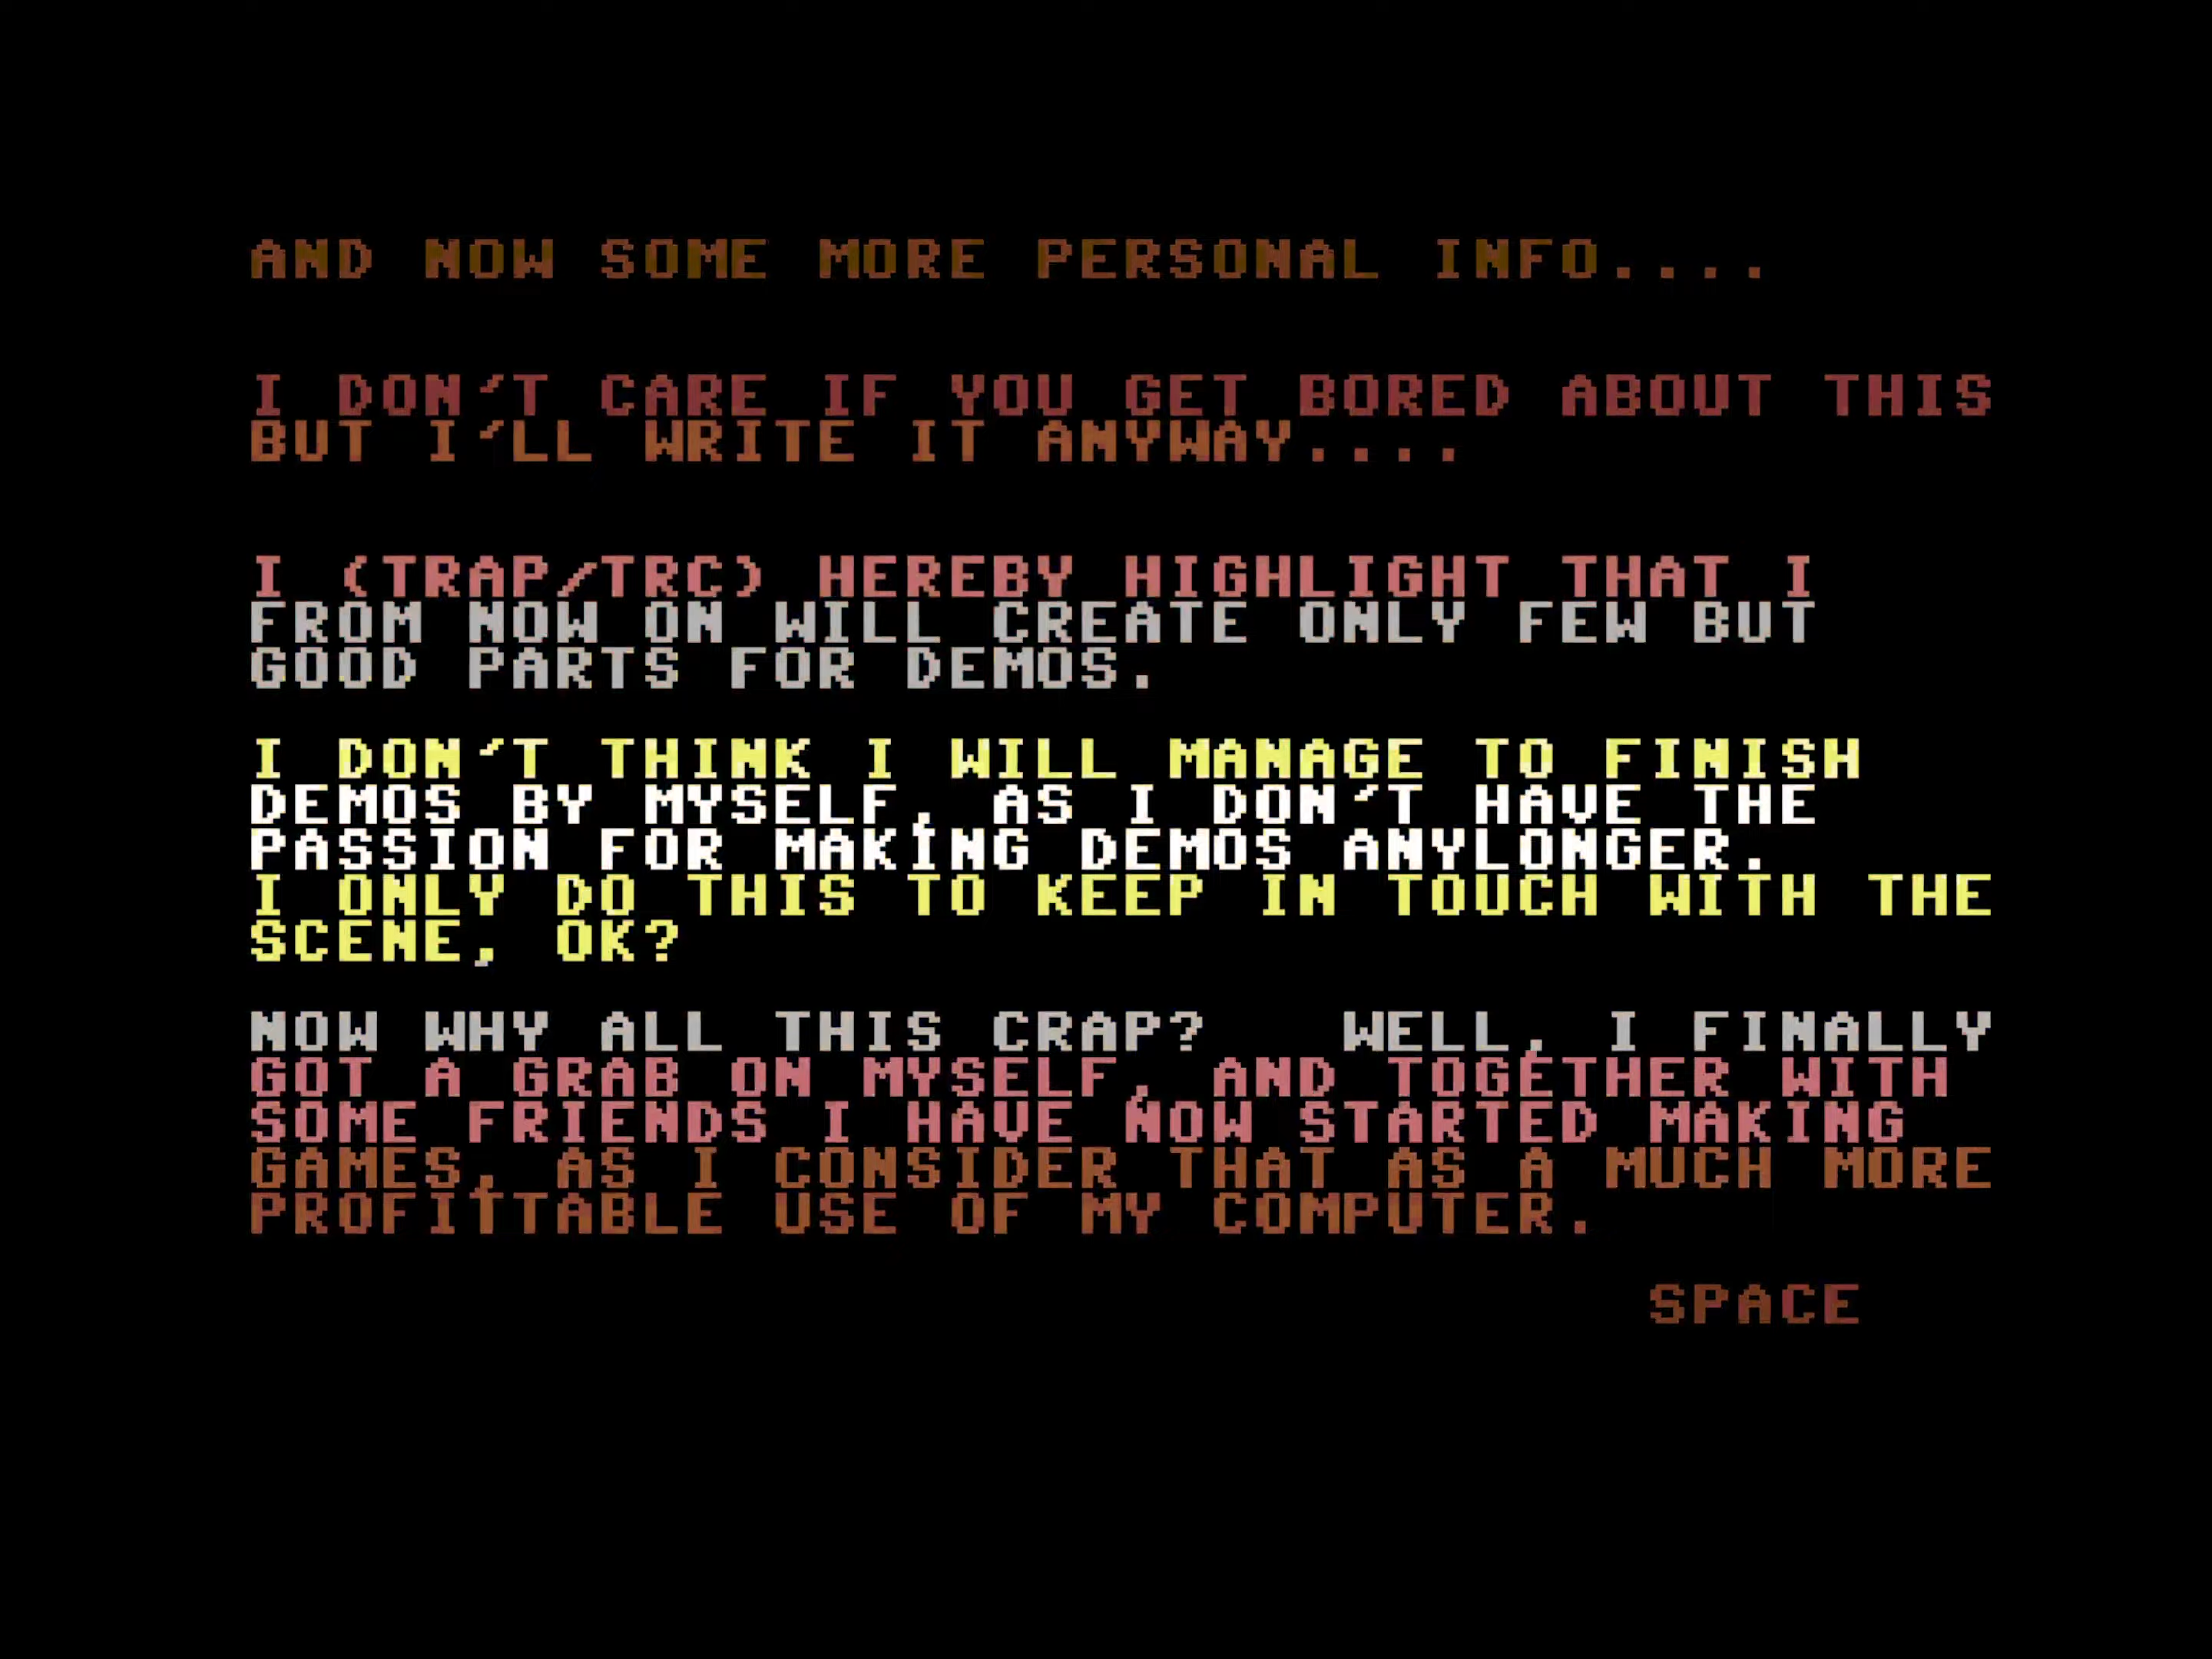 AND NOW SOME MORE PERSONAL INFO....
I DON'T CARE IF YOU GET BORED ABOUT THIS
BUT I'LL WRITE IT ANYWAY....
I (TRAP/TRC) HEREBY HIGHLIGHT THAT I
FROM NOW ON WILL CREATE ONLY FEW BUT
GOOD PARTS FOR DEMOS.
I DON'T THINK I WILL MANAGE TO FINISH
DEMOS BY MYSELF, AS I DON'T HAVE THE
PASSION FOR MAKING DEMOS ANYLONGER.
I ONLY DO THIS TO KEEP IN TOUCH WITH THE
SCENE, OK?
NOW WHY ALL THIS CRAP?   WELL, I FINALLY
GOT A GRAB ON MYSELF, AND TOGETHER WITH
SOME FRIENDS I HAVE NOW STARTED MAKING
GAMES, AS I CONSIDER THAT AS A MUCH MORE
PROFITTABLE USE OF MY COMPUTER.
SPACE